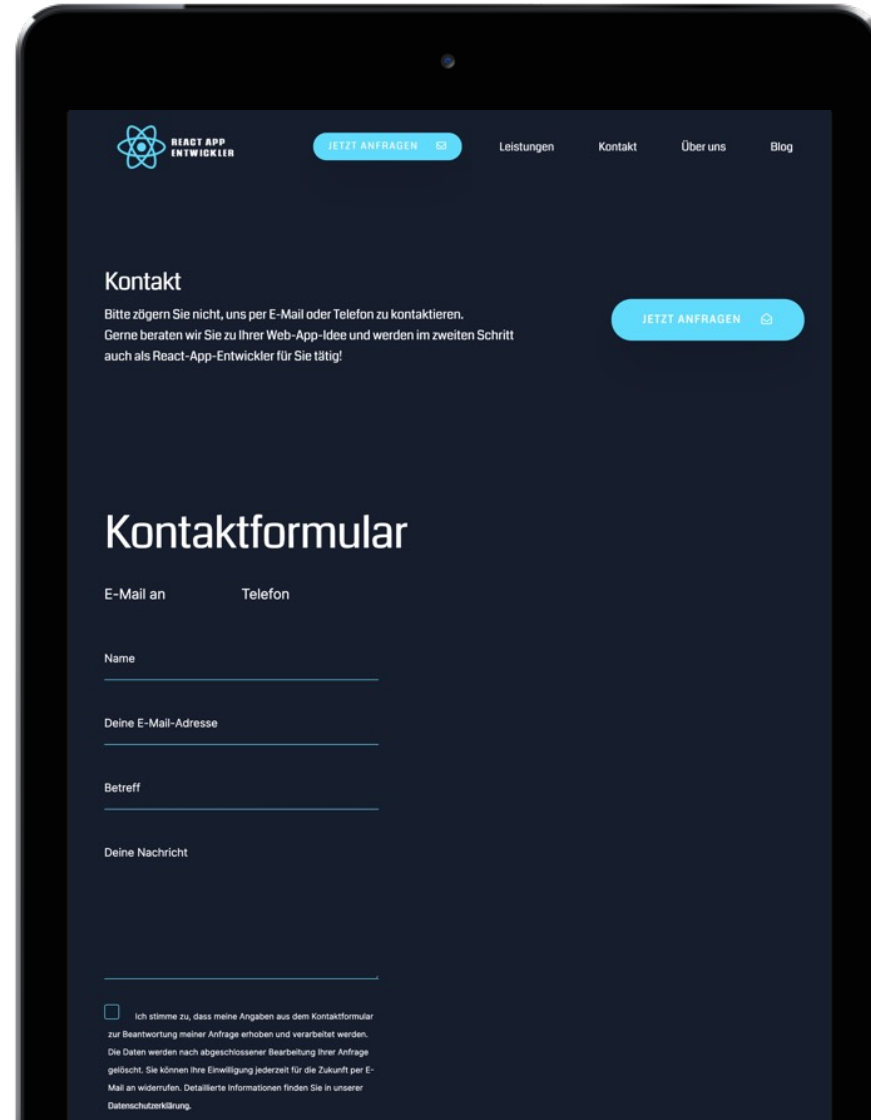 REACT APP
ENTWICKLER
JETZT ANFRAGEN
Leistungen
Kontakt
Über uns
Blog
Kontakt
Bitte zögern Sie nicht, uns per E-Mail oder Telefon zu kontaktieren.
Gerne beraten wir Sie zu Ihrer Web-App-Idee und werden im zweiten Schritt
auch als React-App-Entwickler für Sie tätig!
JETZT ANFRAGEN
Kontaktformular
E-Mail an
Telefon
Name
Deine E-Mail-Adresse
Betreff
Deine Nachricht
Ich stimme zu, dass meine Angaben aus dem Kontaktformular
zur Beantwortung meiner Anfrage erhoben und verarbeitet werden.
Die Daten werden nach abgeschlossener Bearbeitung Ihrer Anfrage
gelöscht. Sie können Ihre Einwilligung jederzeit für die Zukunft per E-
Mail an widerrufen. Detaillierte Informationen finden Sie in unserer
Datenschutzerklärung.